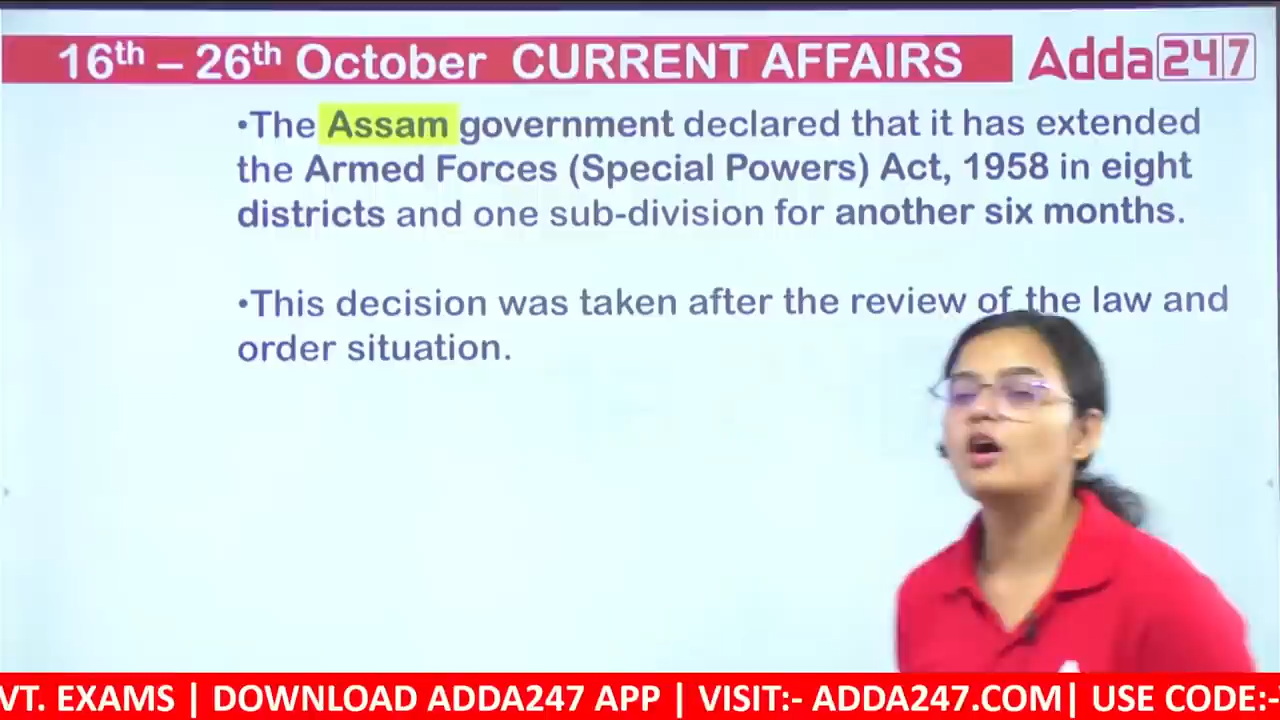 16th – 26th October CURRENT AFFAIRS
Adda247
•The Assam government declared that it has extended
the Armed Forces (Special Powers) Act, 1958 in eight
districts and one sub-division for another six months.
•This decision was taken after the review of the law and
order situation.
VT. EXAMS | DOWNLOAD ADDA247 APP | VISIT:- ADDA247.COM| USE CODE:-